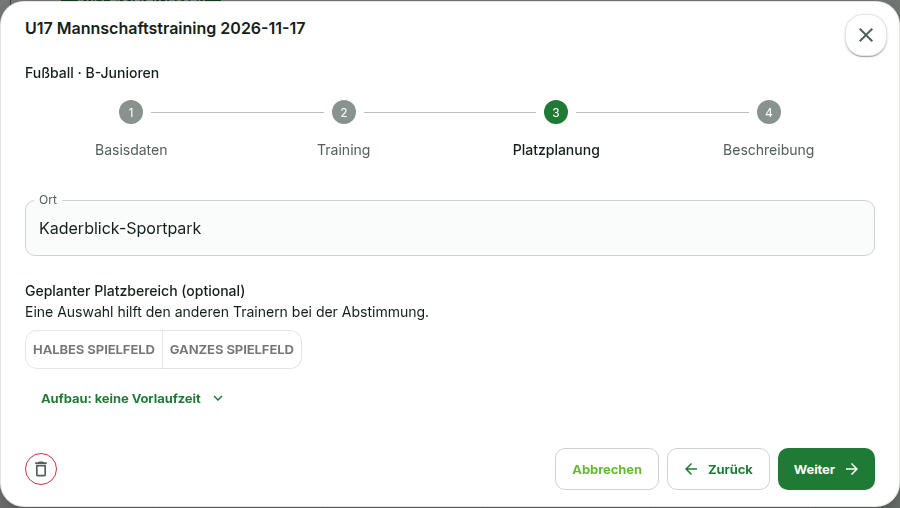 U17 Mannschaftstraining 2026-11-17
Fußball · B-Junioren
1 2 3 4
Basisdaten Training Platzplanung Beschreibung
Ort
Kaderblick-Sportpark
Geplanter Platzbereich (optional)
Eine Auswahl hilft den anderen Trainern bei der Abstimmung.
HALBES SPIELFELD GANZES SPIELFELD
Aufbau: keine Vorlaufzeit
Abbrechen Zurück Weiter